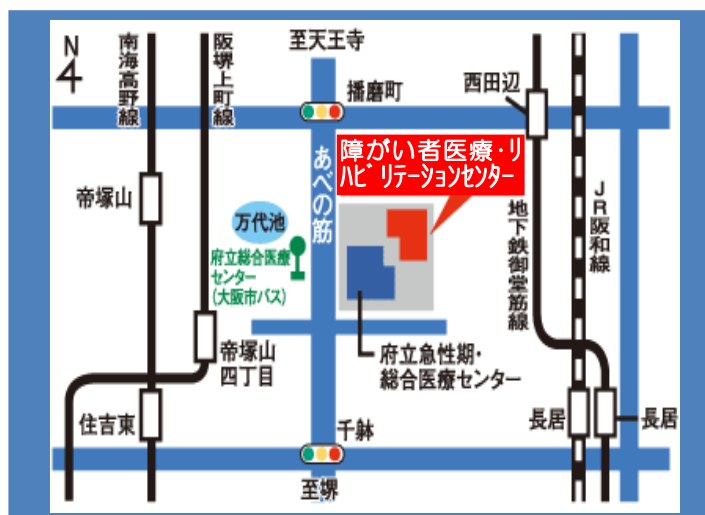 N
南海高野線
阪堺上町線
至天王寺
播磨町
西田辺
障がい者医療・リ
ハビリテーションセンター
あべの筋
帝塚山
万代池
府立総合医療
センター
(大阪市バス)
地下鉄御堂筋線
JR阪和線
帝塚山
四丁目
府立急性期・
総合医療センター
住吉東
千躰
長居
長居
至堺